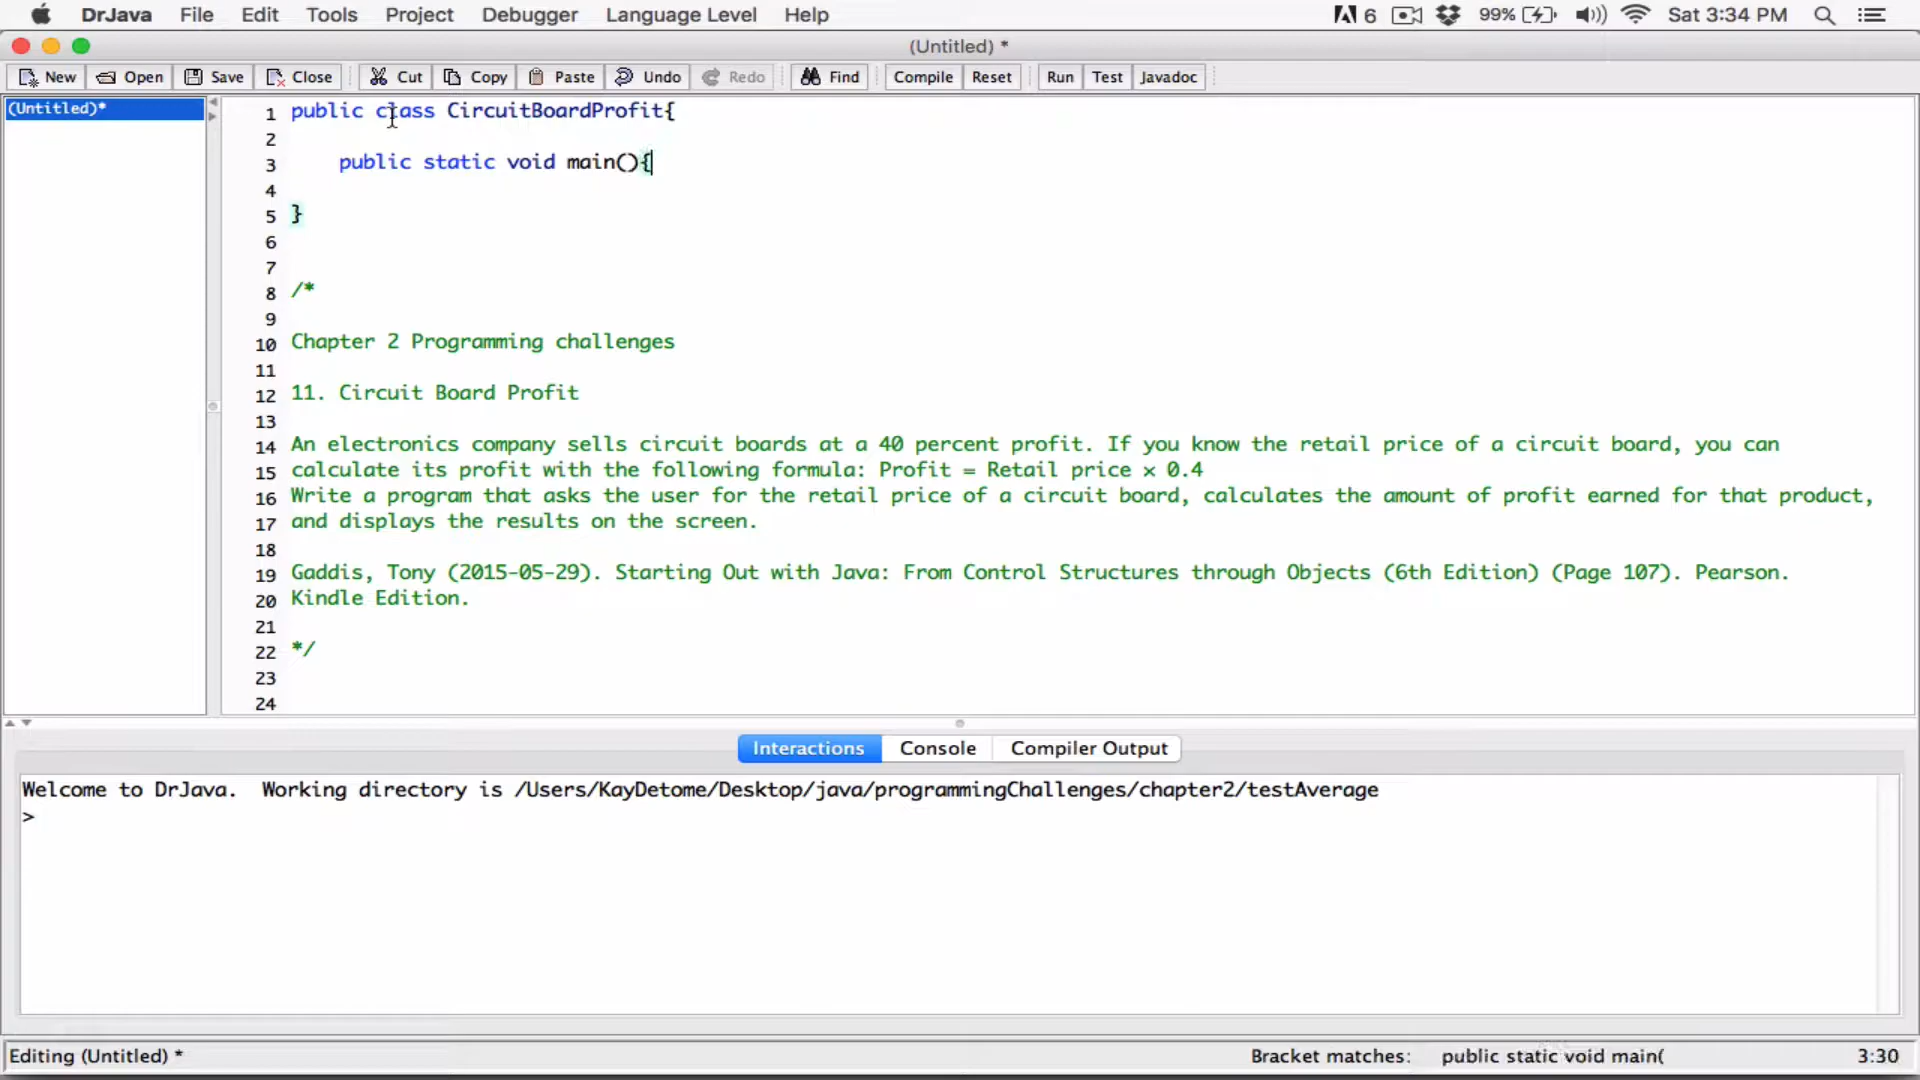 DrJava File Edit Tools Project Debugger Language Level Help 6 99% Sat 3:34 PM
(Untitled) *
New Open Save Close Cut Copy Paste Undo Redo Find Compile Reset Run Test Javadoc
(Untitled)*
1 public class CircuitBoardProfit{
2
3 public static void main(){
4
5 }
6
7
8 /*
9
10 Chapter 2 Programming challenges
11
12 11. Circuit Board Profit
13
14 An electronics company sells circuit boards at a 40 percent profit. If you know the retail price of a circuit board, you can
15 calculate its profit with the following formula: Profit = Retail price × 0.4
16 Write a program that asks the user for the retail price of a circuit board, calculates the amount of profit earned for that product,
17 and displays the results on the screen.
18
19 Gaddis, Tony (2015-05-29). Starting Out with Java: From Control Structures through Objects (6th Edition) (Page 107). Pearson.
20 Kindle Edition.
21
22 */
23
24
Interactions Console Compiler Output
Welcome to DrJava. Working directory is /Users/KayDetome/Desktop/java/programmingChallenges/chapter2/testAverage
>
Editing (Untitled) * Bracket matches: public static void main( 3:30